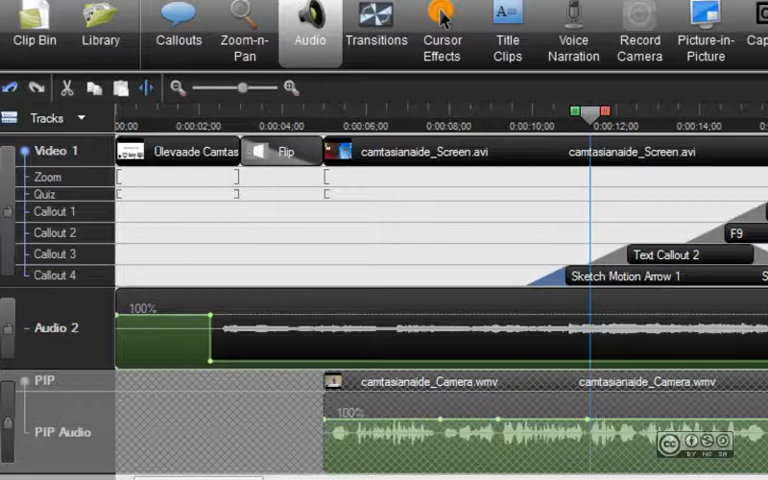 Clip Bin
Library
Callouts
Zoom-n-
Pan
Audio
Transitions
Cursor
Effects
Title
Clips
Voice
Narration
Record
Camera
Picture-in-
Picture
Tracks
00;00
0:00:02;00
0:00:04;00
0:00:06;00
0:00:08;00
0:00:10;00
0:00:12;00
0:00:14;00
Video 1
Ülevaade Camtas
Flip
camtasianaide_Screen.avi
camtasianaide_Screen.avi
Zoom
Quiz
Callout 1
Callout 2
F9
Callout 3
Text Callout 2
Callout 4
Sketch Motion Arrow 1
S
100%
Audio 2
PIP
camtasianaide_Camera.wmv
camtasianaide_Camera.wmv
100%
PIP Audio
cc
BY NC SA